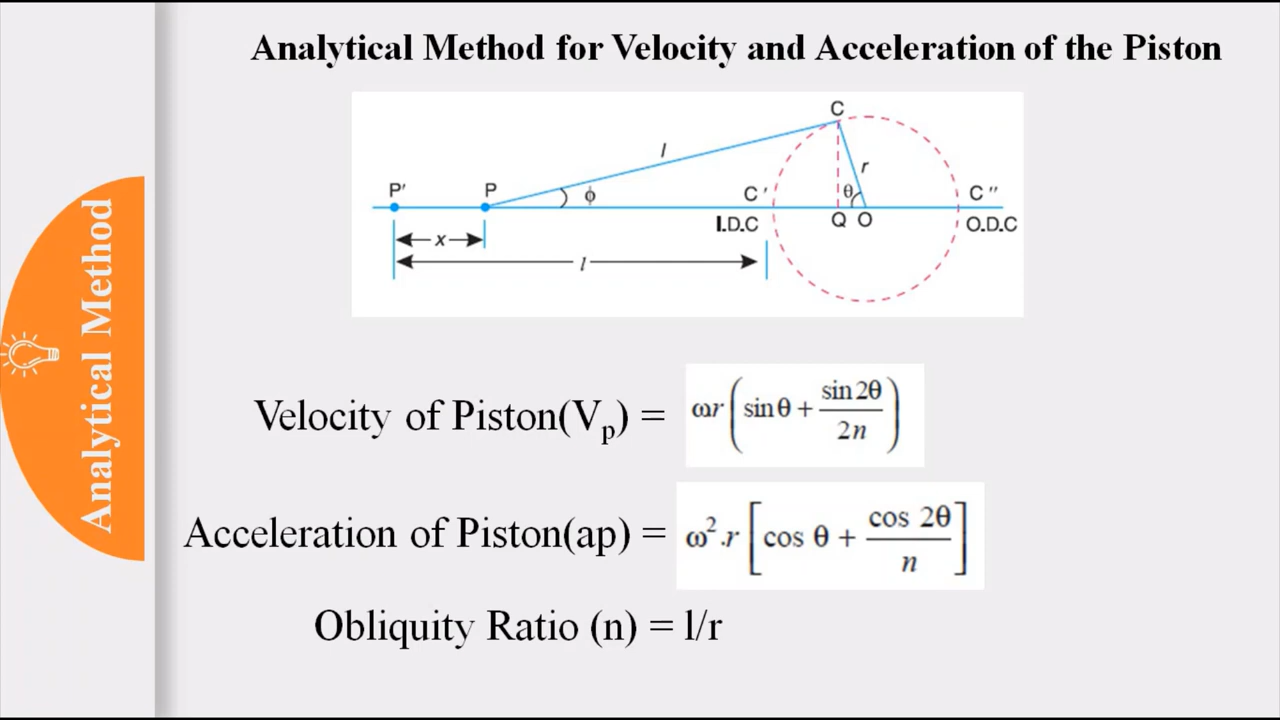 Analytical Method for Velocity and Acceleration of the Piston
C
l
r
P'
P
ϕ
C'
θ
C"
I.D.C
Q O
O.D.C
x
l
Analytical Method
Velocity of Piston(Vₚ) = ωr(sinθ + sin2θ/2n)
Acceleration of Piston(ap) = ω².r[cos θ + cos 2θ/n]
Obliquity Ratio (n) = l/r